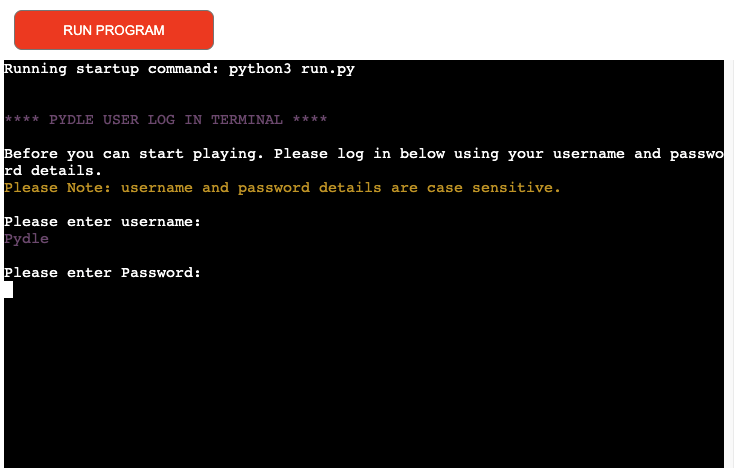 RUN PROGRAM
Running startup command: python3 run.py
**** PYDLE USER LOG IN TERMINAL ****
Before you can start playing. Please log in below using your username and passwo
rd details.
Please Note: username and password details are case sensitive.
Please enter username:
Pydle
Please enter Password: